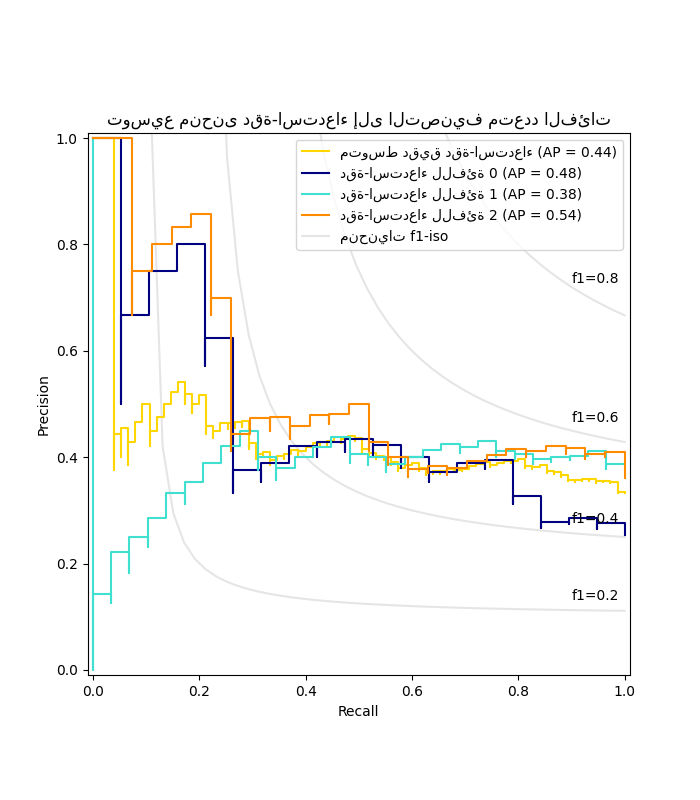 توسيع منحنى دقة-استدعاء إلى التصنيف متعدد الفئات
متوسط دقيق دقة-استدعاء (AP = 0.44)
دقة-استدعاء للفئة 0 (AP = 0.48)
دقة-استدعاء للفئة 1 (AP = 0.38)
دقة-استدعاء للفئة 2 (AP = 0.54)
منحنيات f1-iso
f1=0.8
f1=0.6
f1=0.4
f1=0.2
Precision
1.0
0.8
0.6
0.4
0.2
0.0
0.0 0.2 0.4 0.6 0.8 1.0
Recall